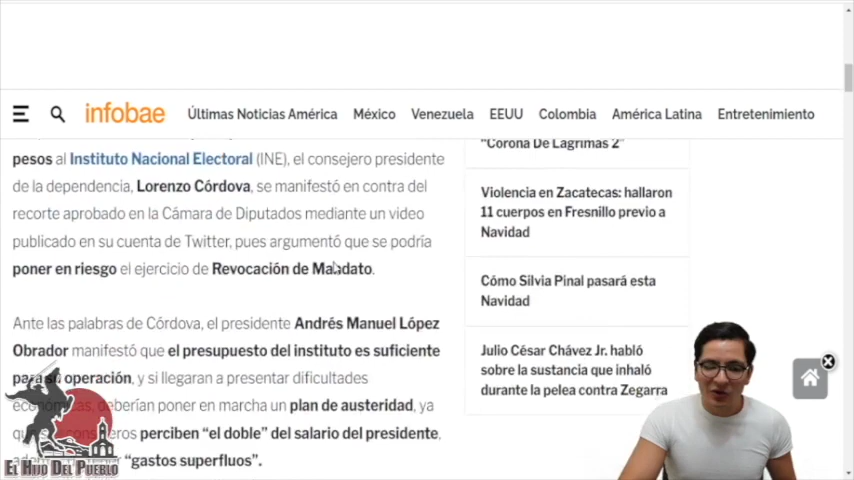 infobae
Últimas Noticias América México Venezuela EEUU Colombia América Latina Entretenimiento
pesos al Instituto Nacional Electoral (INE), el consejero presidente
de la dependencia, Lorenzo Córdova, se manifestó en contra del
recorte aprobado en la Cámara de Diputados mediante un video
publicado en su cuenta de Twitter, pues argumentó que se podría
poner en riesgo el ejercicio de Revocación de Mandato.
Ante las palabras de Córdova, el presidente Andrés Manuel López
Obrador manifestó que el presupuesto del instituto es suficiente
para su operación, y si llegaran a presentar dificultades
económicas, deberían poner en marcha un plan de austeridad, ya
perciben “el doble” del salario del presidente,
“gastos superfluos”.
“Corona De Lágrimas 2”
Violencia en Zacatecas: hallaron
11 cuerpos en Fresnillo previo a
Navidad
Cómo Silvia Pinal pasará esta
Navidad
Julio César Chávez Jr. habló
sobre la sustancia que inhaló
durante la pelea contra Zegarra
EL HIJO DEL PUEBLO